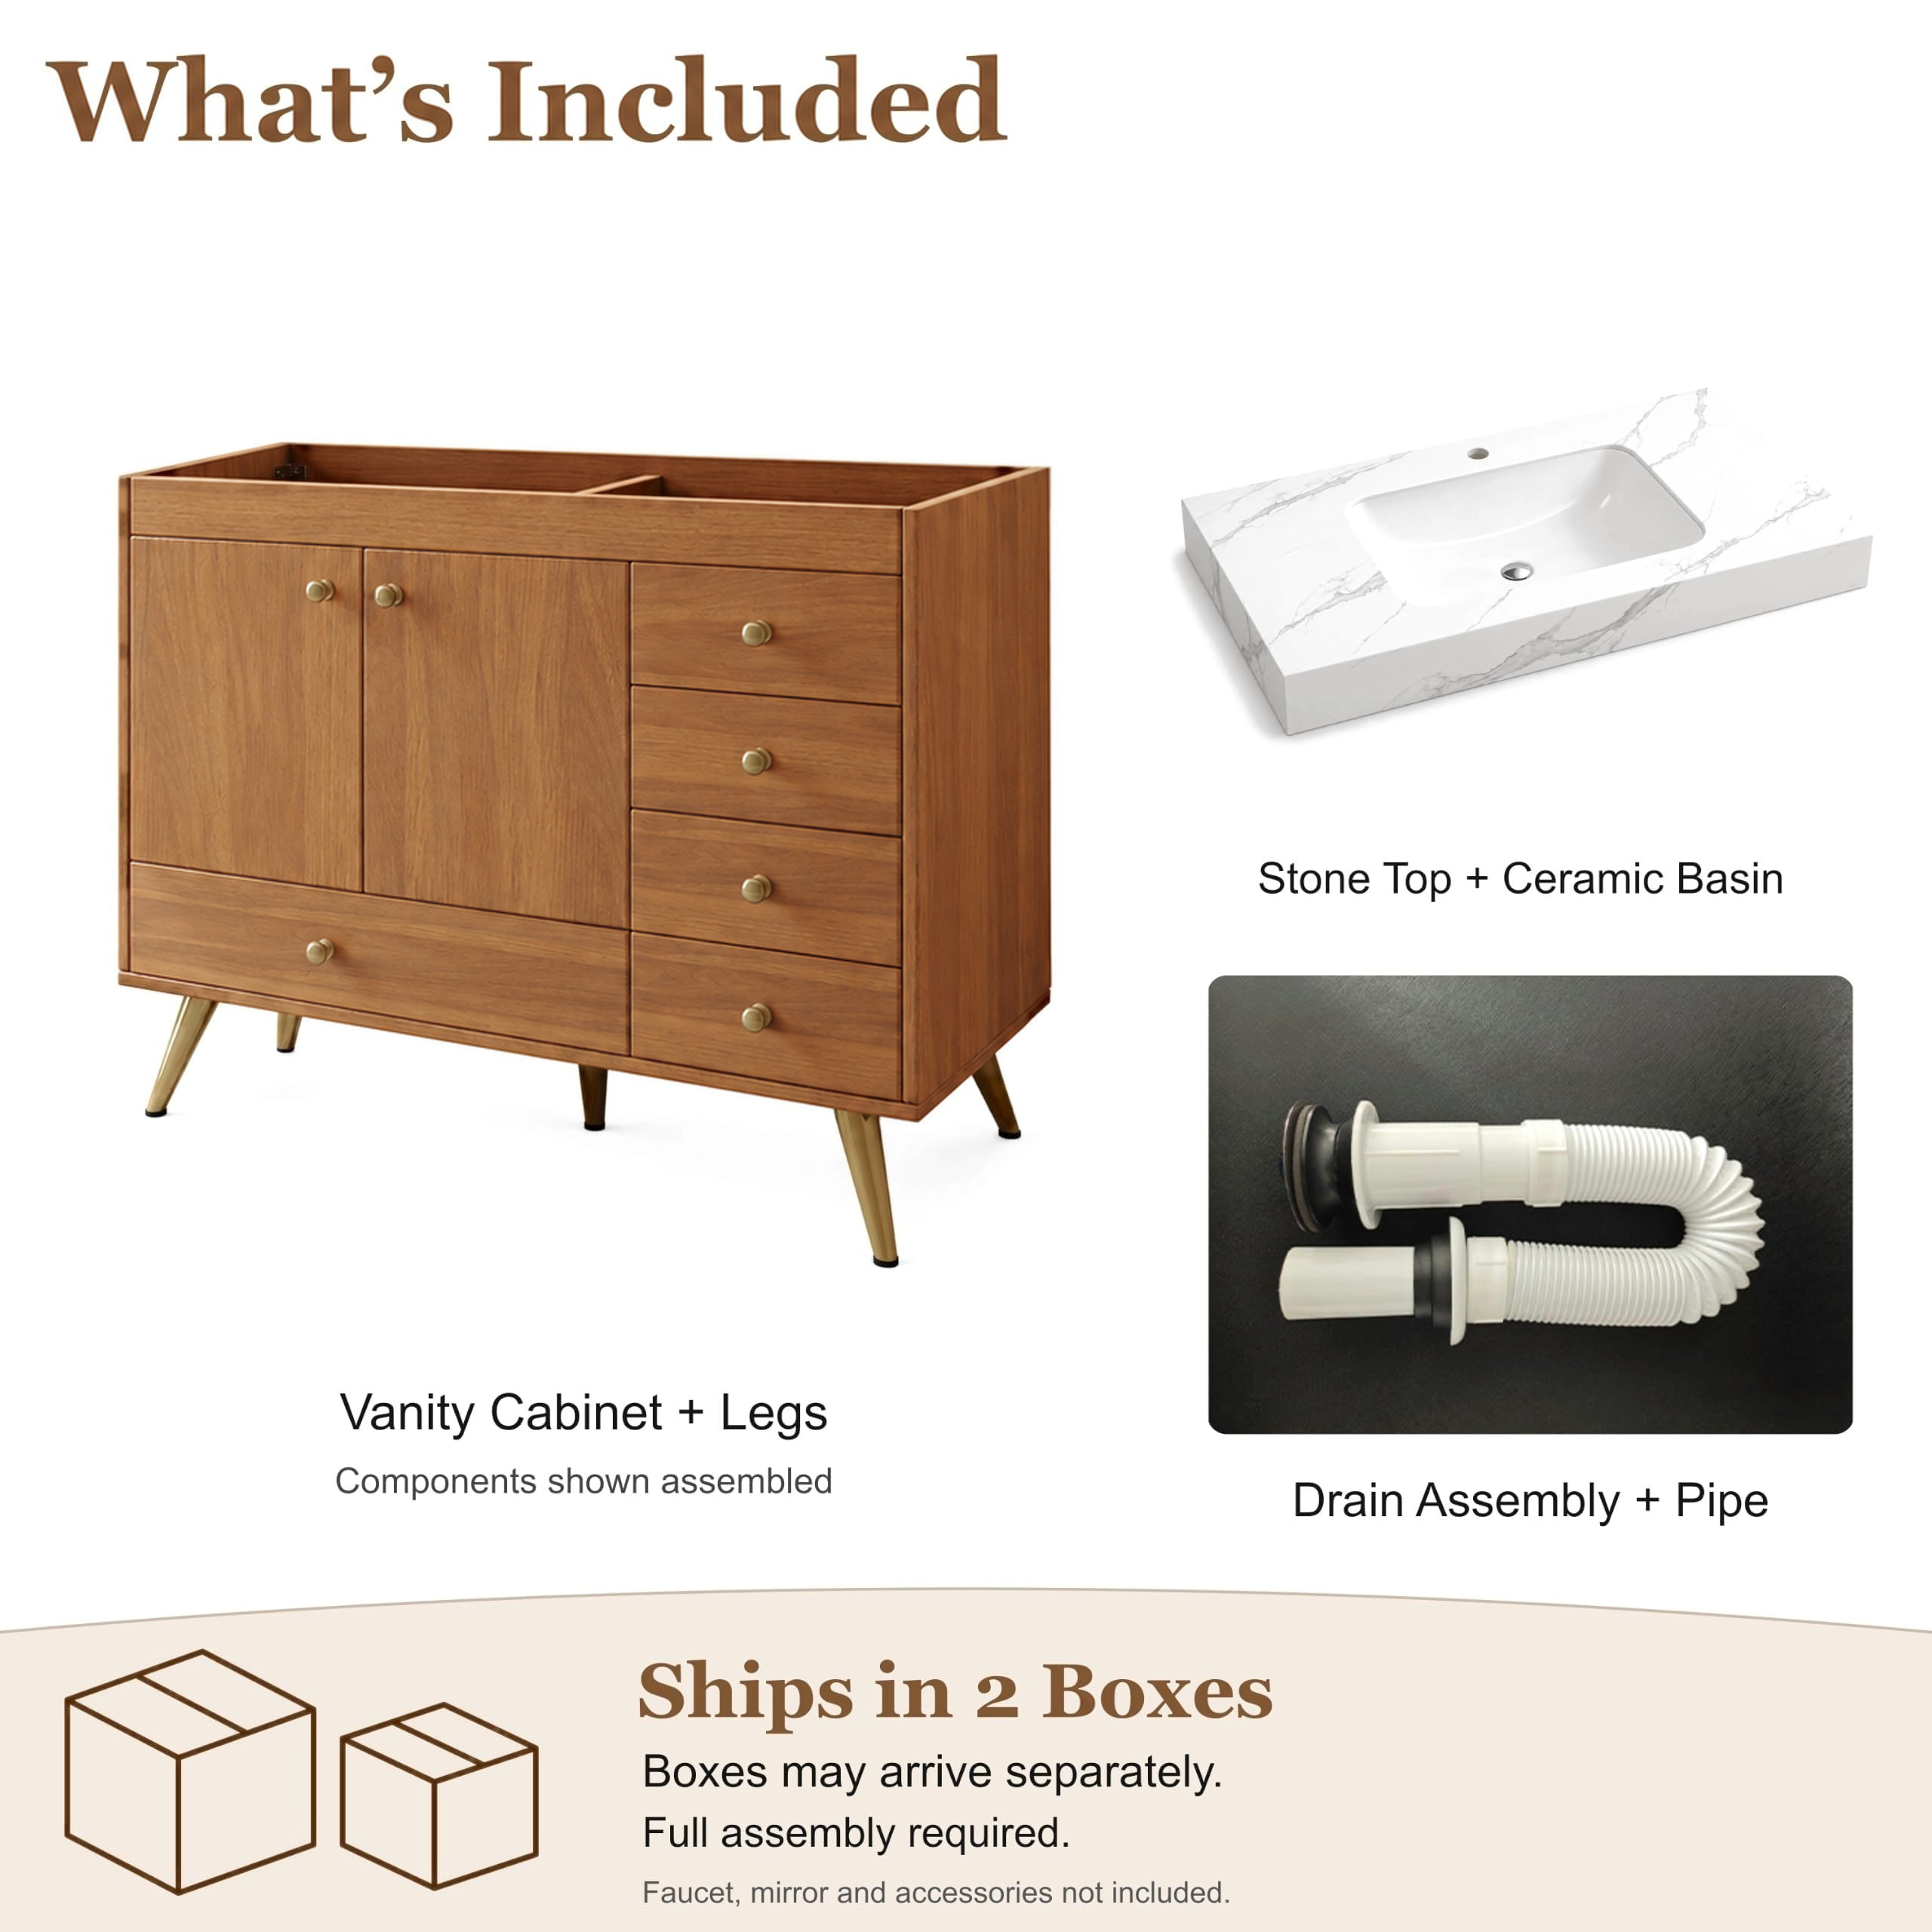 What’s Included
Stone Top + Ceramic Basin
Vanity Cabinet + Legs
Components shown assembled
Drain Assembly + Pipe
Ships in 2 Boxes
Boxes may arrive separately.
Full assembly required.
Faucet, mirror and accessories not included.